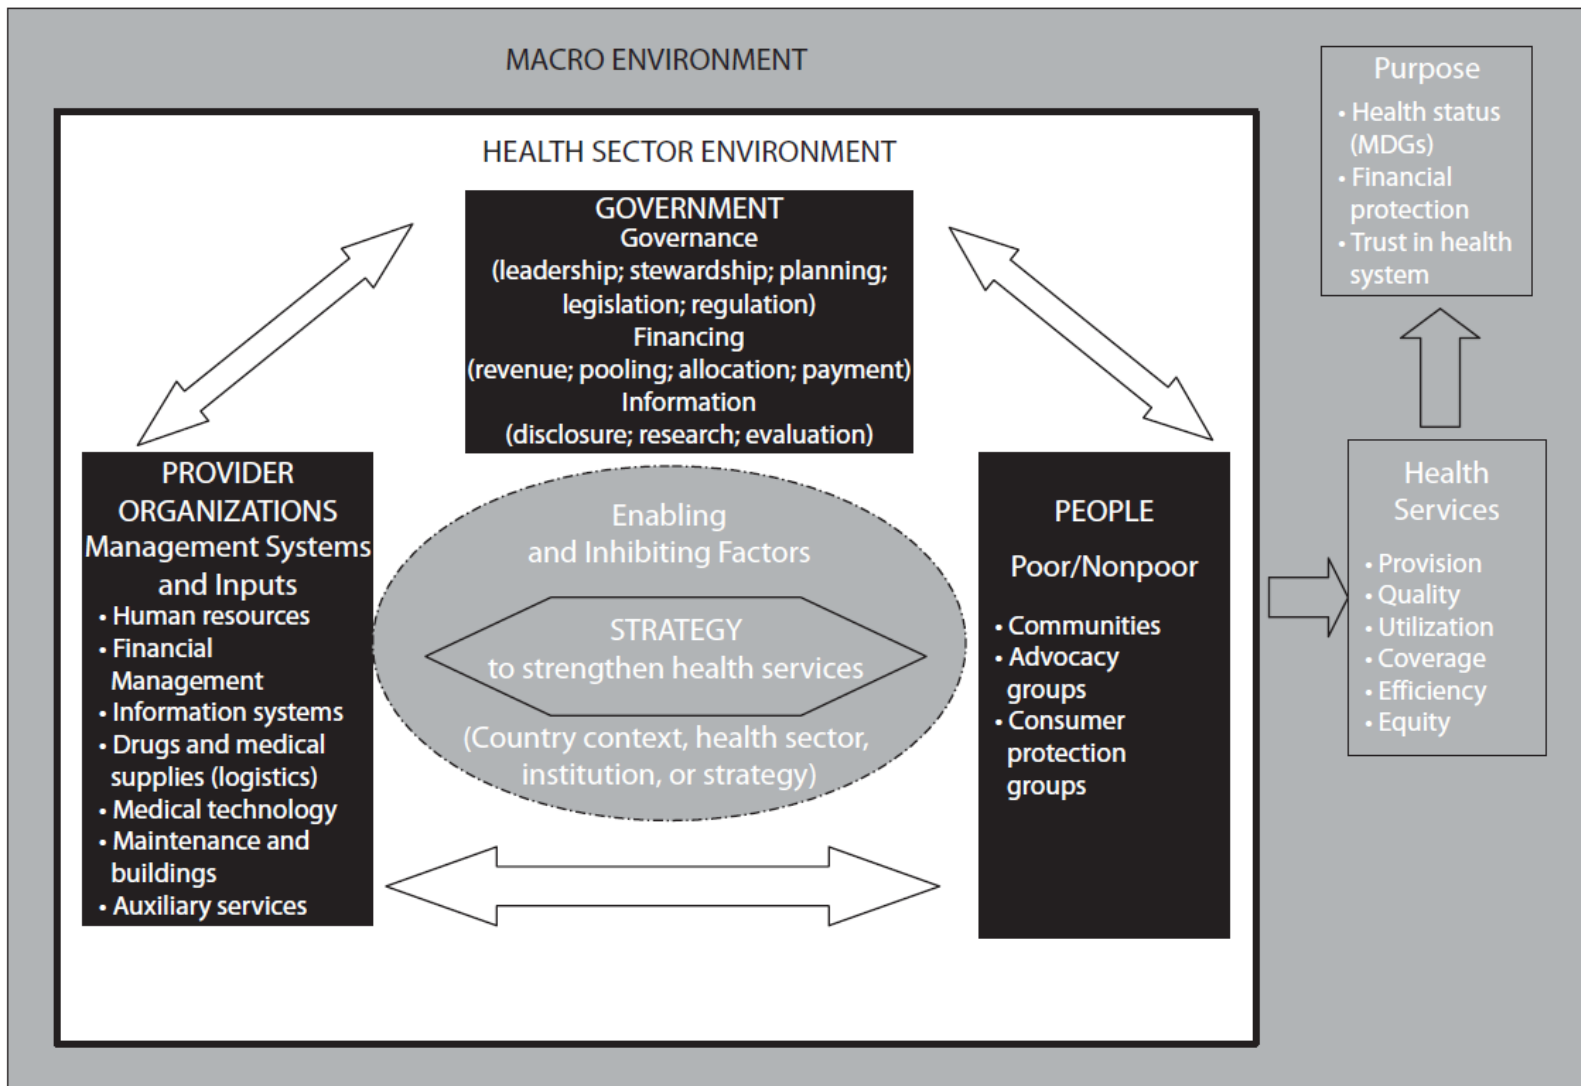 MACRO ENVIRONMENT
HEALTH SECTOR ENVIRONMENT
GOVERNMENT
Governance
(leadership; stewardship; planning;
legislation; regulation)
Financing
(revenue; pooling; allocation; payment)
Information
(disclosure; research; evaluation)
PROVIDER
ORGANIZATIONS
Management Systems
and Inputs
• Human resources
• Financial
Management
• Information systems
• Drugs and medical
supplies (logistics)
• Medical technology
• Maintenance and
buildings
• Auxiliary services
Enabling
and Inhibiting Factors
STRATEGY
to strengthen health services
(Country context, health sector,
institution, or strategy)
PEOPLE
Poor/Nonpoor
• Communities
• Advocacy
groups
• Consumer
protection
groups
Purpose
• Health status
(MDGs)
• Financial
protection
• Trust in health
system
Health
Services
• Provision
• Quality
• Utilization
• Coverage
• Efficiency
• Equity